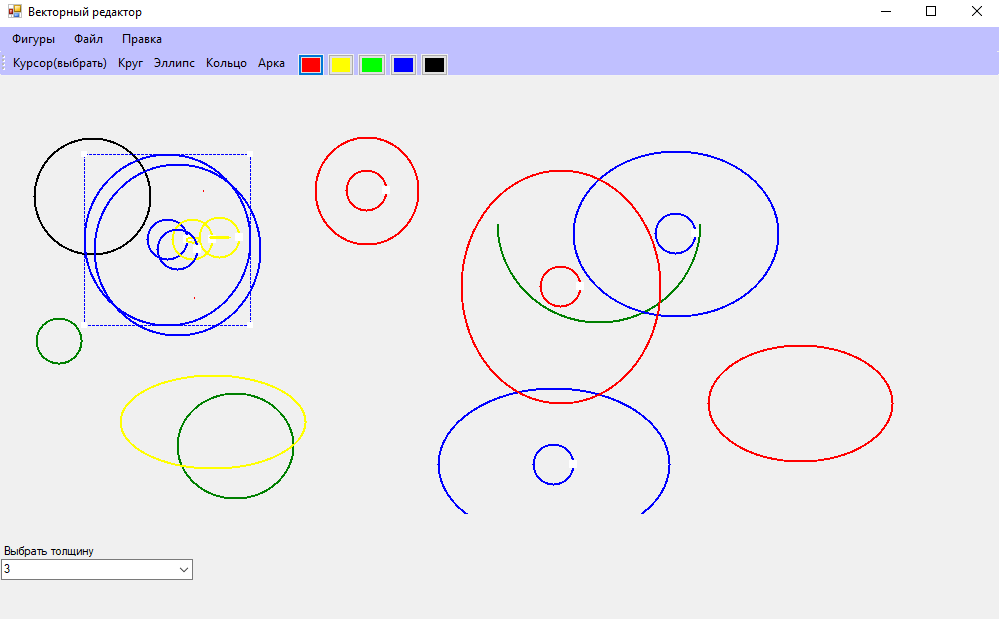 Векторный редактор
Фигуры Файл Правка
Курсор(выбрать) Круг Эллипс Кольцо Арка
Выбрать толщину
3